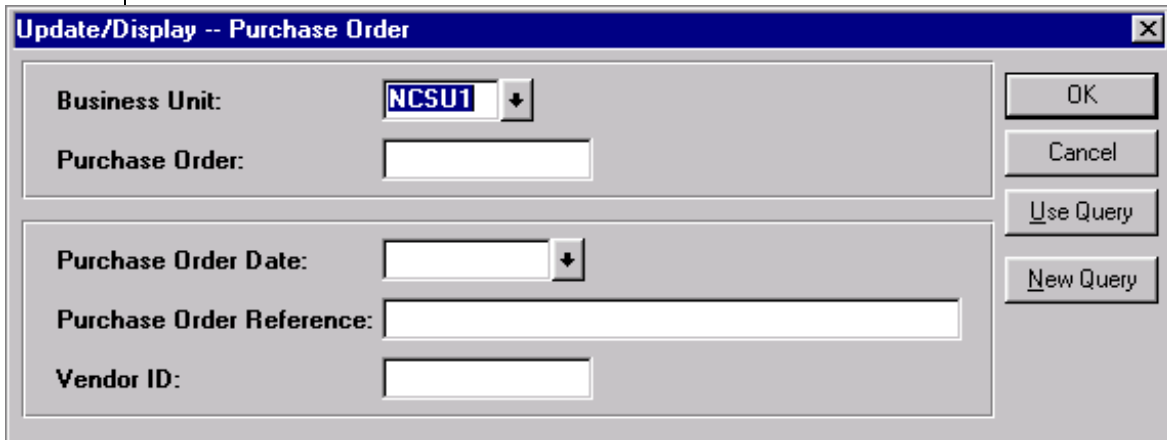 Update/Display -- Purchase Order
Business Unit: NCSU1
Purchase Order:
Purchase Order Date:
Purchase Order Reference:
Vendor ID:
OK
Cancel
Use Query
New Query